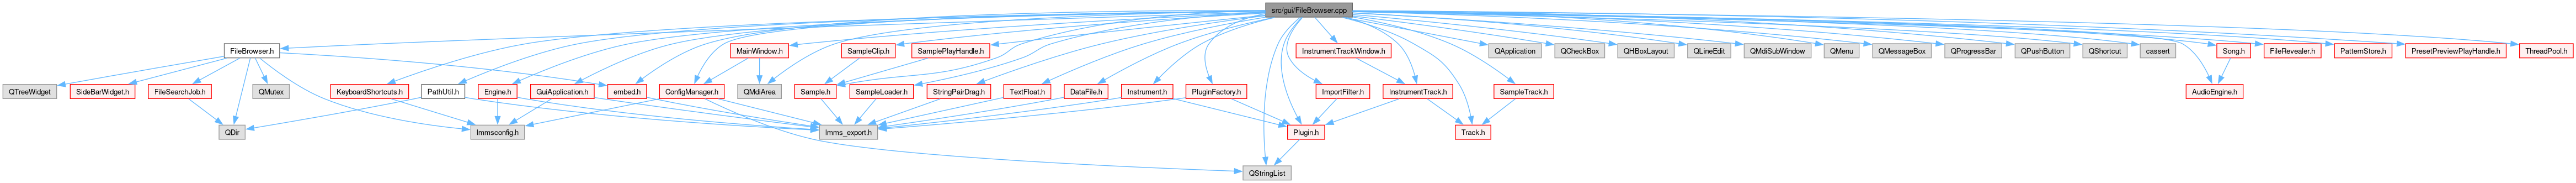 src/gui/FileBrowser.cpp
FileBrowser.h
MainWindow.h
SampleClip.h
SamplePlayHandle.h
InstrumentTrackWindow.h
QApplication
QCheckBox
QHBoxLayout
QLineEdit
QMdiSubWindow
QMenu
QMessageBox
QProgressBar
QPushButton
QShortcut
cassert
Song.h
FileRevealer.h
PatternStore.h
PresetPreviewPlayHandle.h
ThreadPool.h
QTreeWidget
SideBarWidget.h
FileSearchJob.h
QMutex
KeyboardShortcuts.h
PathUtil.h
Engine.h
GuiApplication.h
embed.h
ConfigManager.h
QMdiArea
Sample.h
SampleLoader.h
StringPairDrag.h
TextFloat.h
DataFile.h
Instrument.h
PluginFactory.h
ImportFilter.h
InstrumentTrack.h
SampleTrack.h
AudioEngine.h
QDir
lmmsconfig.h
lmms_export.h
Plugin.h
Track.h
QStringList